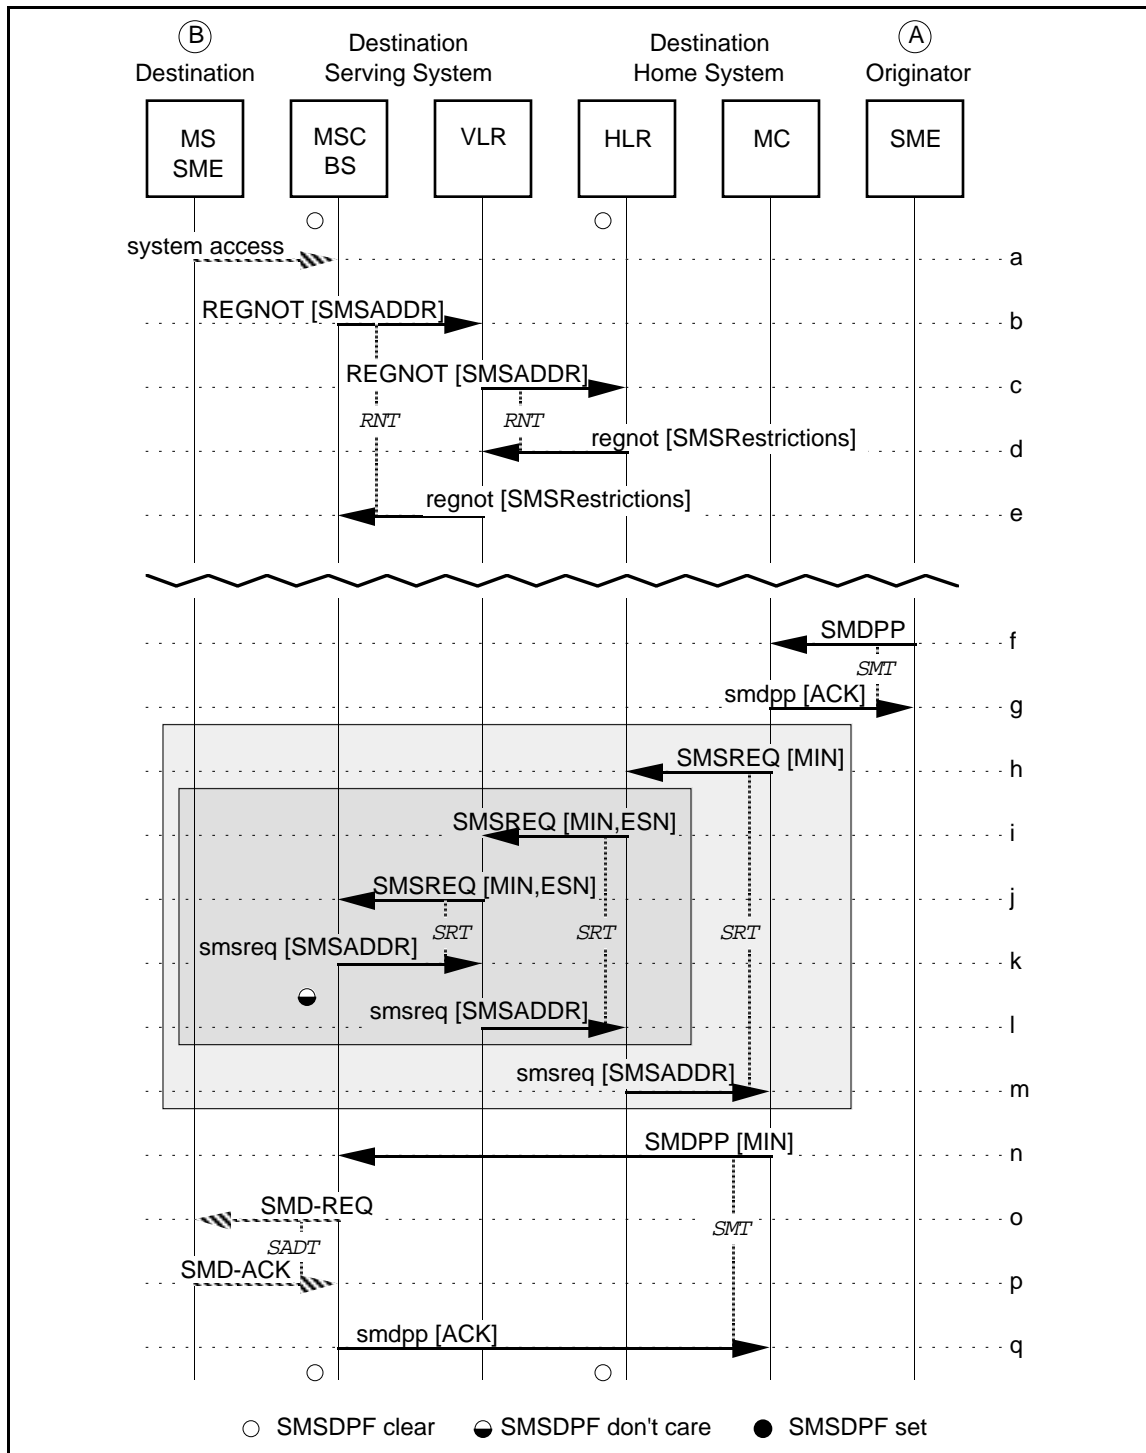 B
Destination
Destination
Serving System
Destination
Home System
A
Originator
MS
SME
MSC
BS
VLR
HLR
MC
SME
system access
a
REGNOT [SMSADDR]
b
REGNOT [SMSADDR]
c
RNT
RNT
regnot [SMSRestrictions]
d
regnot [SMSRestrictions]
e
SMDPP
f
SMT
smdpp [ACK]
g
SMSREQ [MIN]
h
SMSREQ [MIN,ESN]
i
SMSREQ [MIN,ESN]
j
SRT
SRT
SRT
smsreq [SMSADDR]
k
smsreq [SMSADDR]
l
smsreq [SMSADDR]
m
SMDPP [MIN]
n
SMD-REQ
o
SADT
SMT
SMD-ACK
p
smdpp [ACK]
q
SMSDPF clear
SMSDPF don't care
SMSDPF set